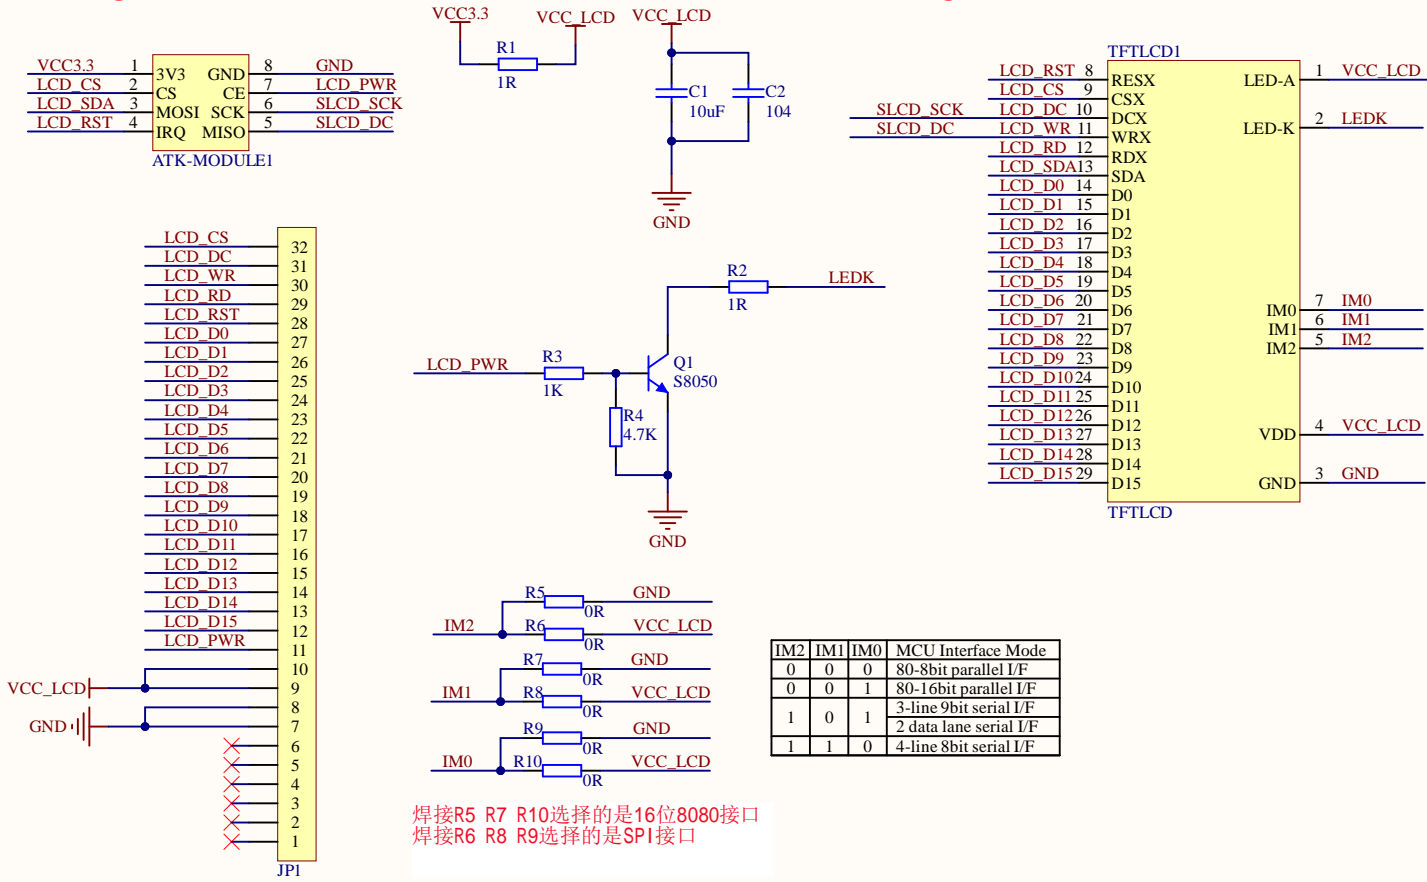 VCC3.3
VCC_LCD
R1
1R
VCC_LCD
C1
10uF
C2
104
GND
VCC3.3 1 3V3 GND 8 GND
LCD_CS 2 CS CE 7 LCD_PWR
LCD_SDA 3 MOSI SCK 6 SLCD_SCK
LCD_RST 4 IRQ MISO 5 SLCD_DC
ATK-MODULE1
TFTLCD1
LCD_RST 8 RESX
LCD_CS 9 CSX
SLCD_SCK LCD_DC 10 DCX
SLCD_DC LCD_WR 11 WRX
LCD_RD 12 RDX
LCD_SDA 13 SDA
LCD_D0 14 D0
LCD_D1 15 D1
LCD_D2 16 D2
LCD_D3 17 D3
LCD_D4 18 D4
LCD_D5 19 D5
LCD_D6 20 D6
LCD_D7 21 D7
LCD_D8 22 D8
LCD_D9 23 D9
LCD_D10 24 D10
LCD_D11 25 D11
LCD_D12 26 D12
LCD_D13 27 D13
LCD_D14 28 D14
LCD_D15 29 D15
LED-A 1 VCC_LCD
LED-K 2 LEDK
IM0 7 IM0
IM1 6 IM1
IM2 5 IM2
VDD 4 VCC_LCD
GND 3 GND
TFTLCD
LCD_CS 32
LCD_DC 31
LCD_WR 30
LCD_RD 29
LCD_RST 28
LCD_D0 27
LCD_D1 26
LCD_D2 25
LCD_D3 24
LCD_D4 23
LCD_D5 22
LCD_D6 21
LCD_D7 20
LCD_D8 19
LCD_D9 18
LCD_D10 17
LCD_D11 16
LCD_D12 15
LCD_D13 14
LCD_D14 13
LCD_D15 12
LCD_PWR 11
10
VCC_LCD 9
8
GND 7
6
5
4
3
2
1
JP1
R2
1R
LEDK
LCD_PWR
R3
1K
Q1
S8050
R4
4.7K
GND
R5 0R GND
IM2 R6 0R VCC_LCD
R7 0R GND
IM1 R8 0R VCC_LCD
R9 0R GND
IM0 R10 0R VCC_LCD
焊接R5 R7 R10选择的是16位8080接口
焊接R6 R8 R9选择的是SPI接口
IM2 IM1 IM0 MCU Interface Mode
0 0 0 80-8bit parallel I/F
0 0 1 80-16bit parallel I/F
1 0 1 3-line 9bit serial I/F
2 data lane serial I/F
1 1 0 4-line 8bit serial I/F